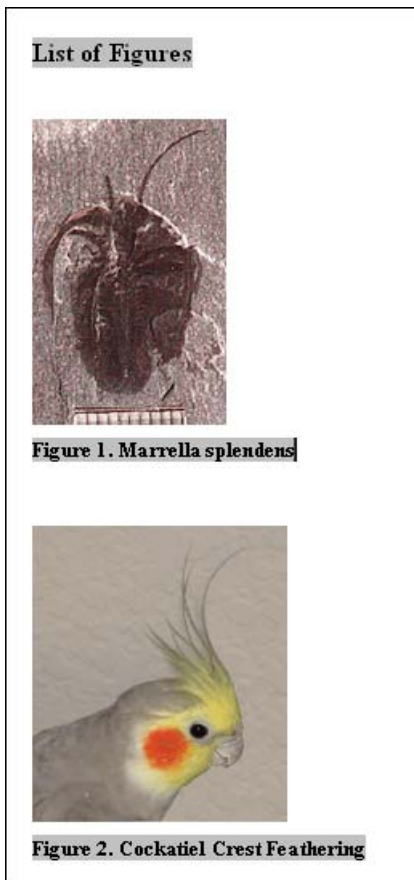 List of Figures
Figure 1. Marrella splendens
Figure 2. Cockatiel Crest Feathering